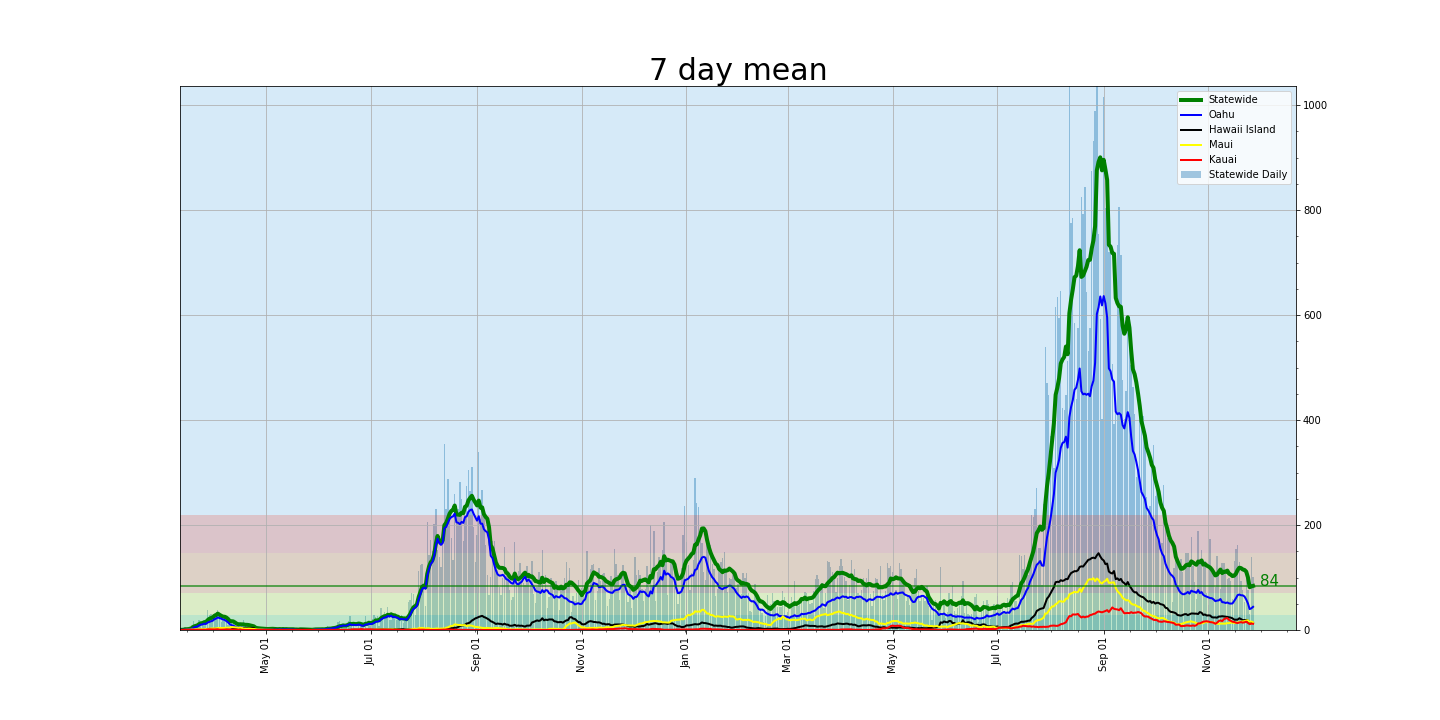 7 day mean
Statewide
Oahu
Hawaii Island
Maui
Kauai
Statewide Daily
1000
800
600
400
200
0
84
May 01
Jul 01
Sep 01
Nov 01
Jan 01
Mar 01
May 01
Jul 01
Sep 01
Nov 01